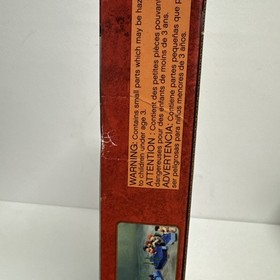 WARNING: Contains small parts which may be haz
to children under age 3.
ATTENTION : Contient des petites pièces pouvant
dangereuses pour des enfants de moins de 3 ans.
ADVERTENCIA: Contiene partes pequeñas que p
ser peligrosas para niños menores de 3 años.